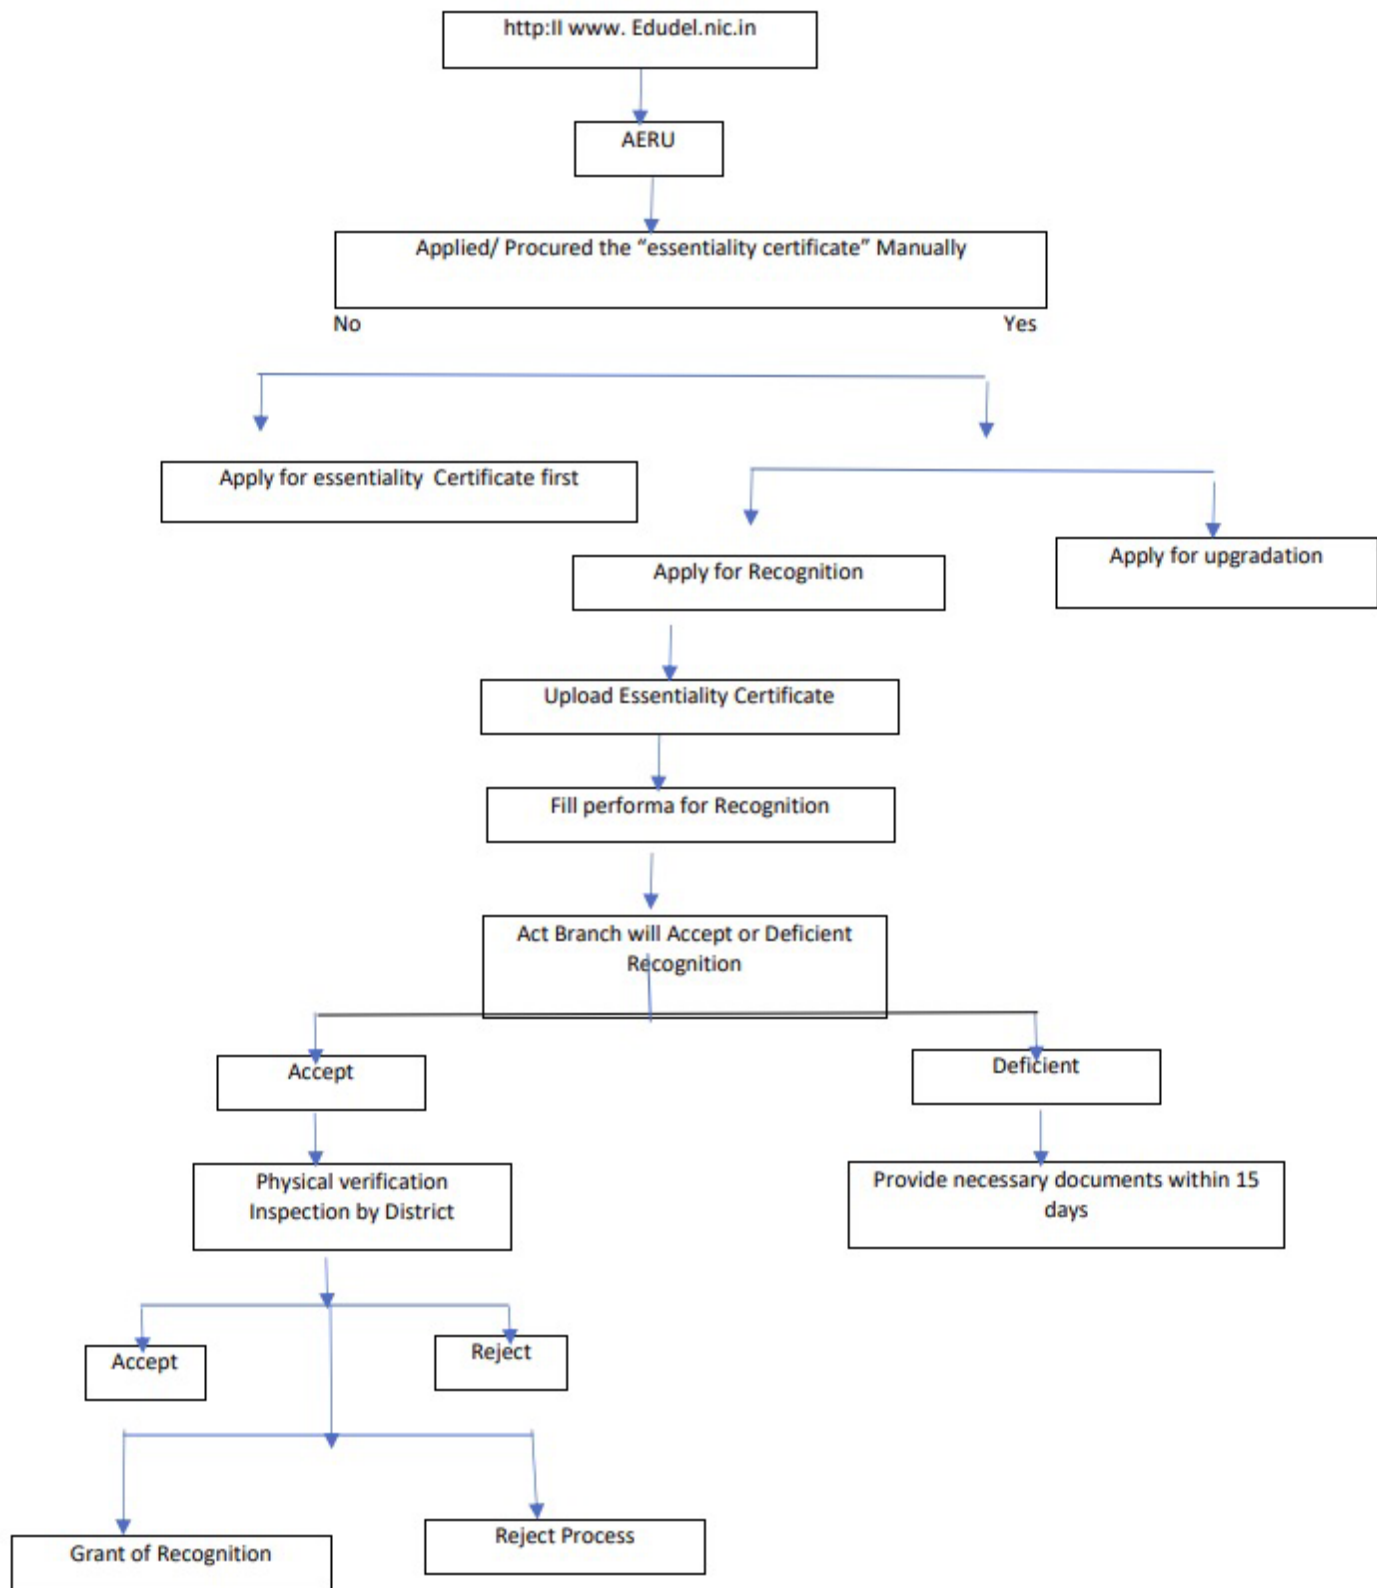 http:II www. Edudel.nic.in
AERU
Applied/ Procured the “essentiality certificate” Manually
No
Yes
Apply for essentiality Certificate first
Apply for Recognition
Apply for upgradation
Upload Essentiality Certificate
Fill performa for Recognition
Act Branch will Accept or Deficient
Recognition
Accept
Deficient
Physical verification
Inspection by District
Provide necessary documents within 15
days
Accept
Reject
Grant of Recognition
Reject Process